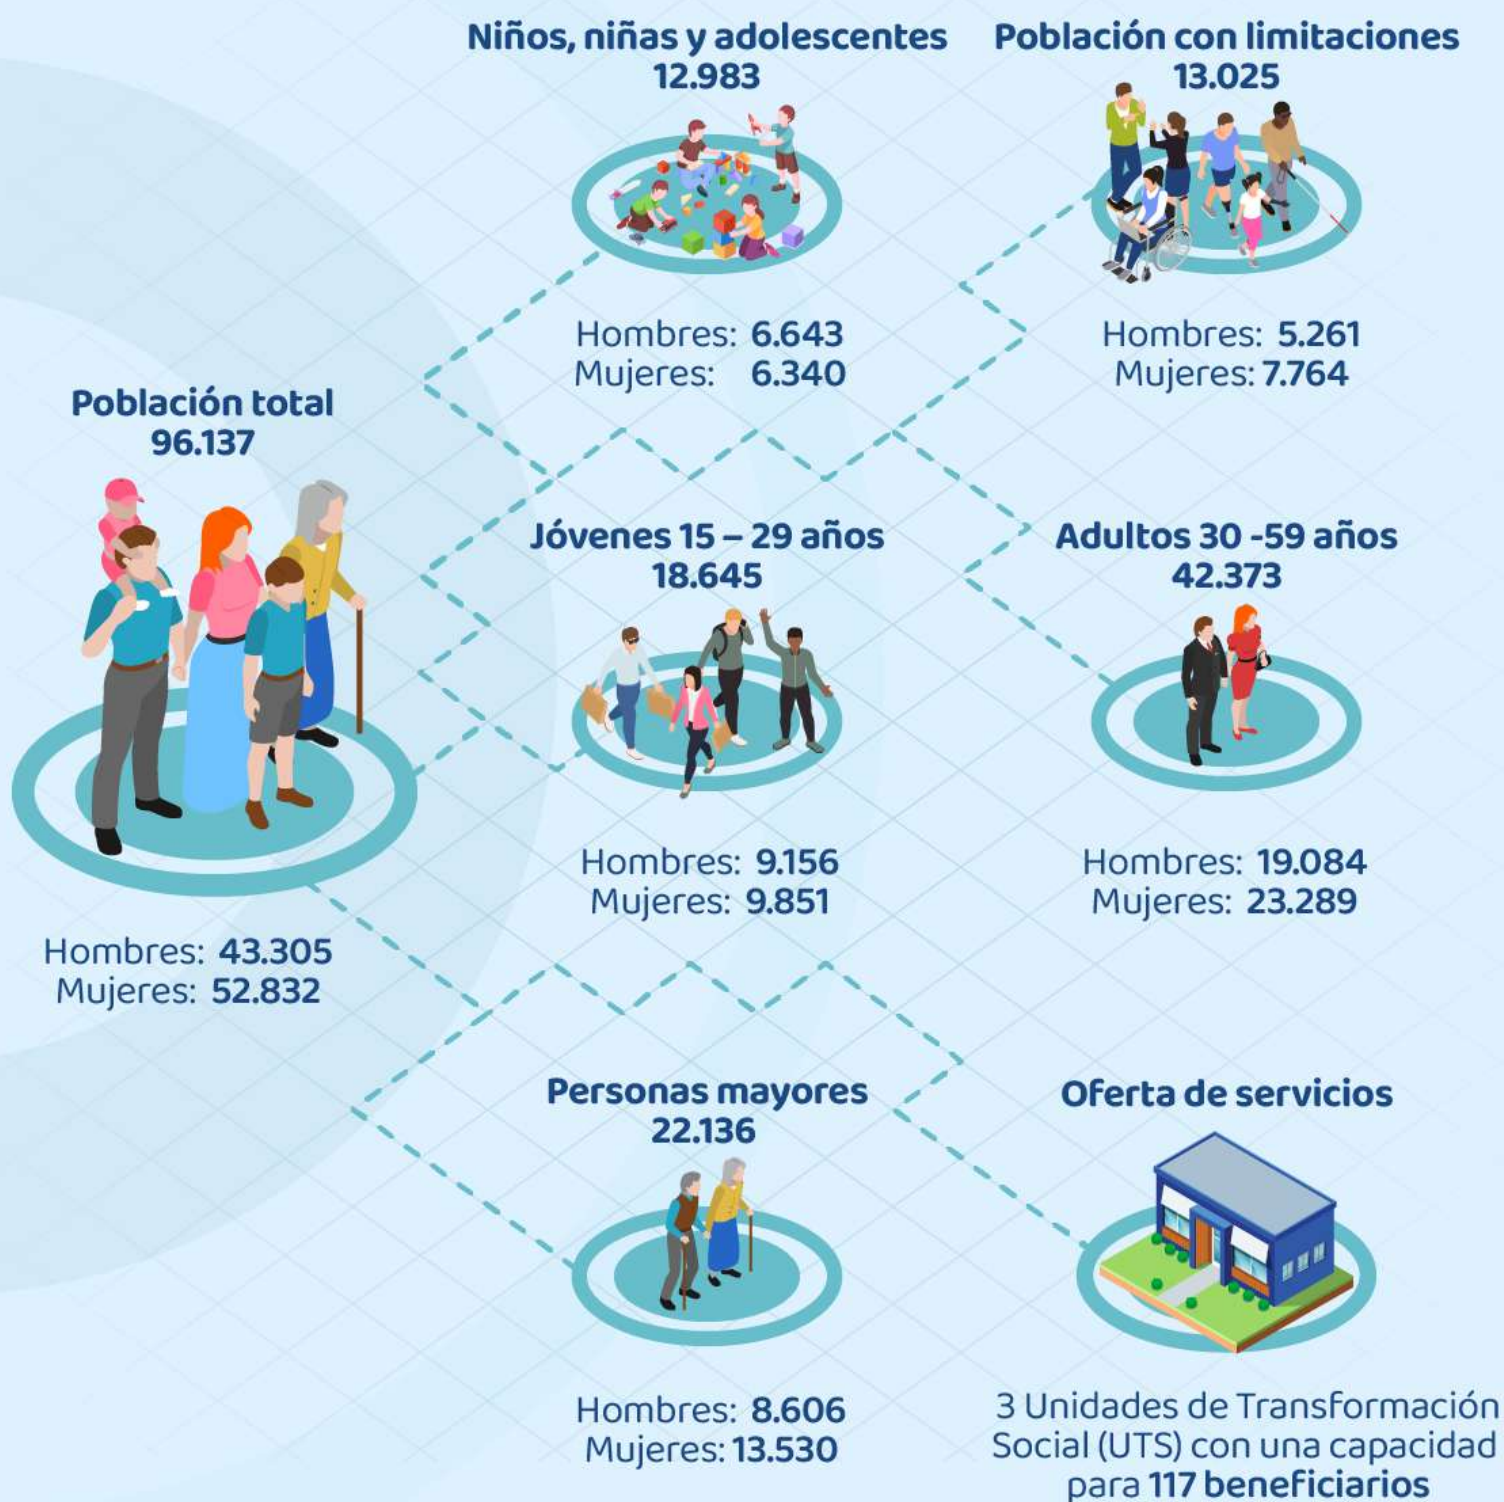 Niños, niñas y adolescentes
12.983
Hombres: 6.643
Mujeres: 6.340
Población con limitaciones
13.025
Hombres: 5.261
Mujeres: 7.764
Población total
96.137
Hombres: 43.305
Mujeres: 52.832
Jóvenes 15 – 29 años
18.645
Hombres: 9.156
Mujeres: 9.851
Adultos 30 -59 años
42.373
Hombres: 19.084
Mujeres: 23.289
Personas mayores
22.136
Hombres: 8.606
Mujeres: 13.530
Oferta de servicios
3 Unidades de Transformación
Social (UTS) con una capacidad
para 117 beneficiarios